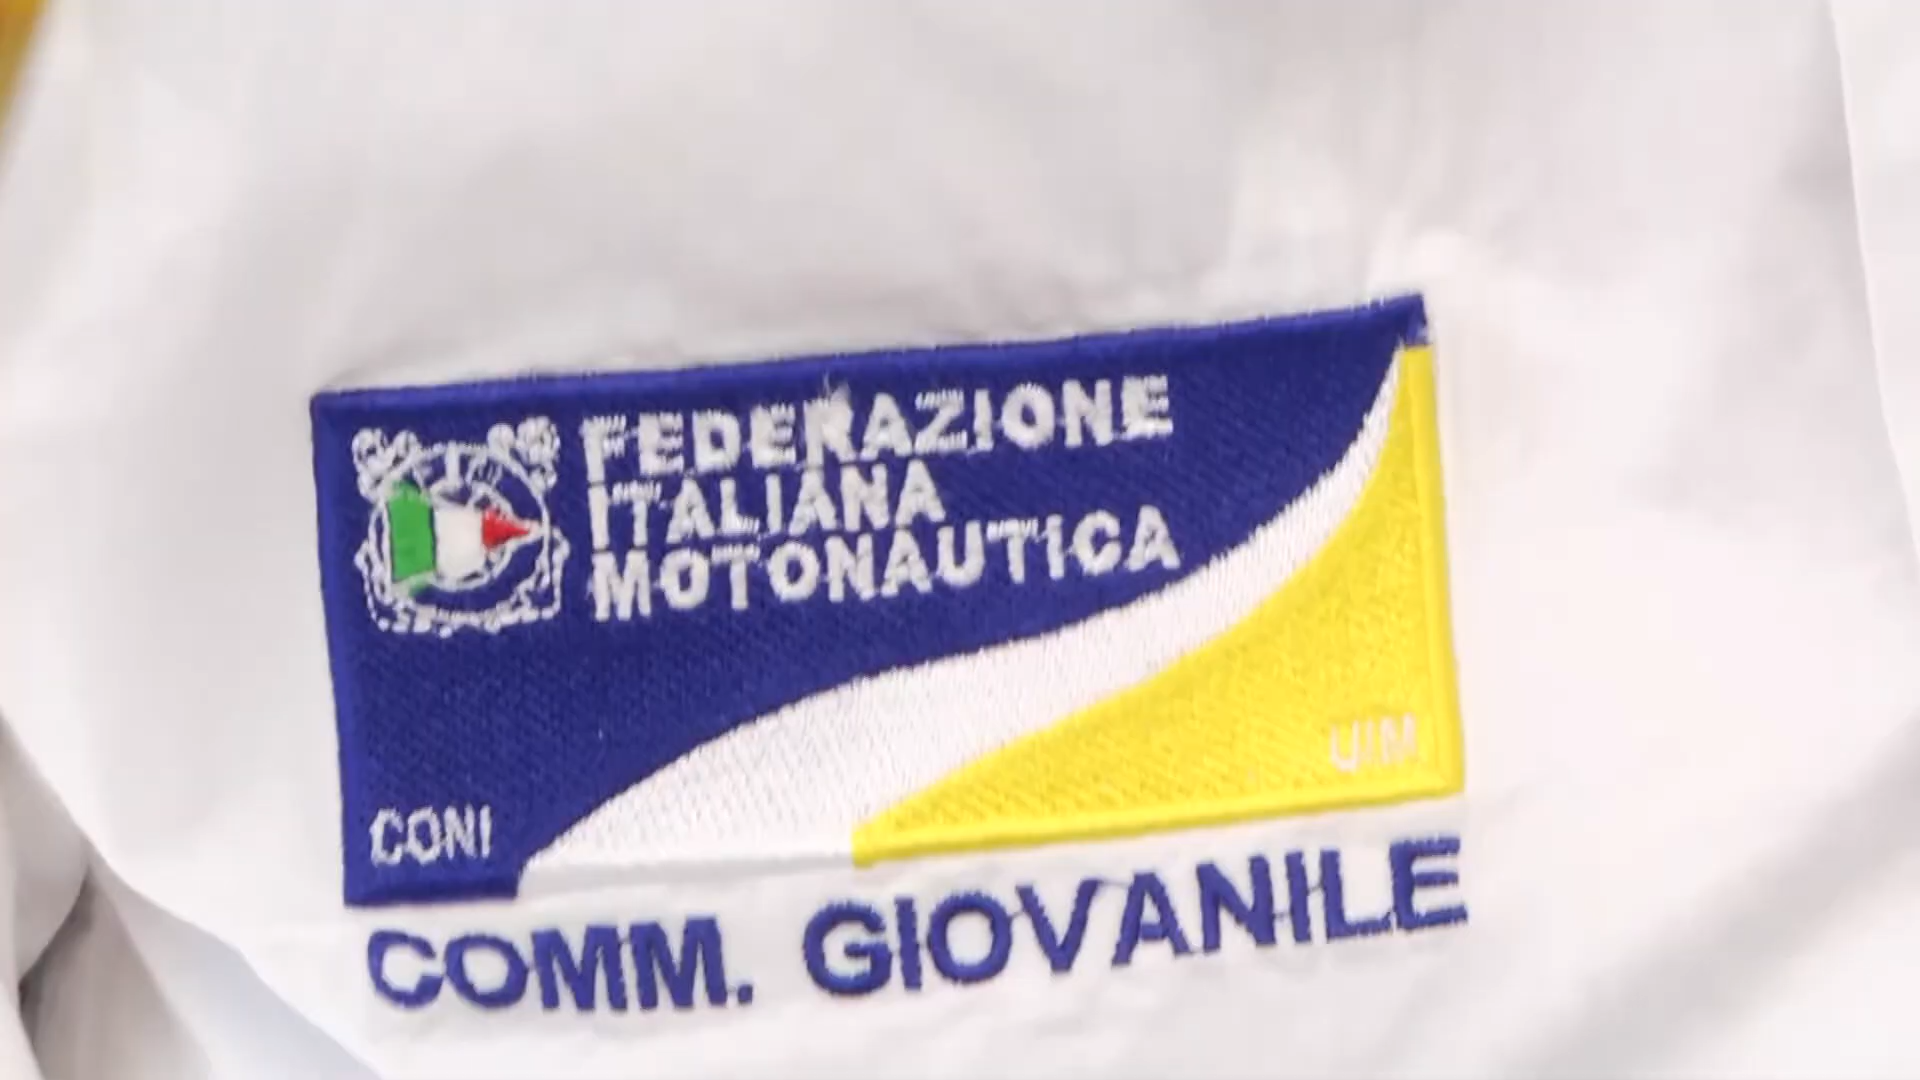 FEDERAZIONE
ITALIANA
MOTONAUTICA
CONI
UIM
COMM. GIOVANILE